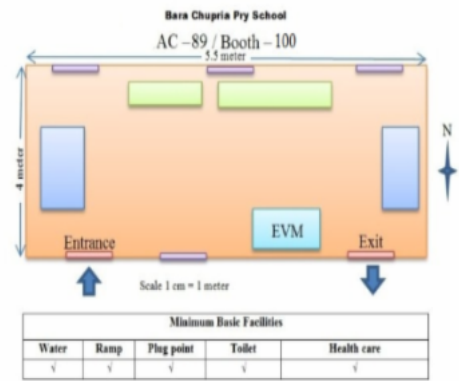 Bara Chupria Pry School
AC –89 / Booth –100
5.5 meter
4 meter
N
EVM
Entrance
Exit
Scale 1 cm = 1 meter
Minimum Basic Facilities
Water Ramp Plug point Toilet Health care
√ √ √ √ √